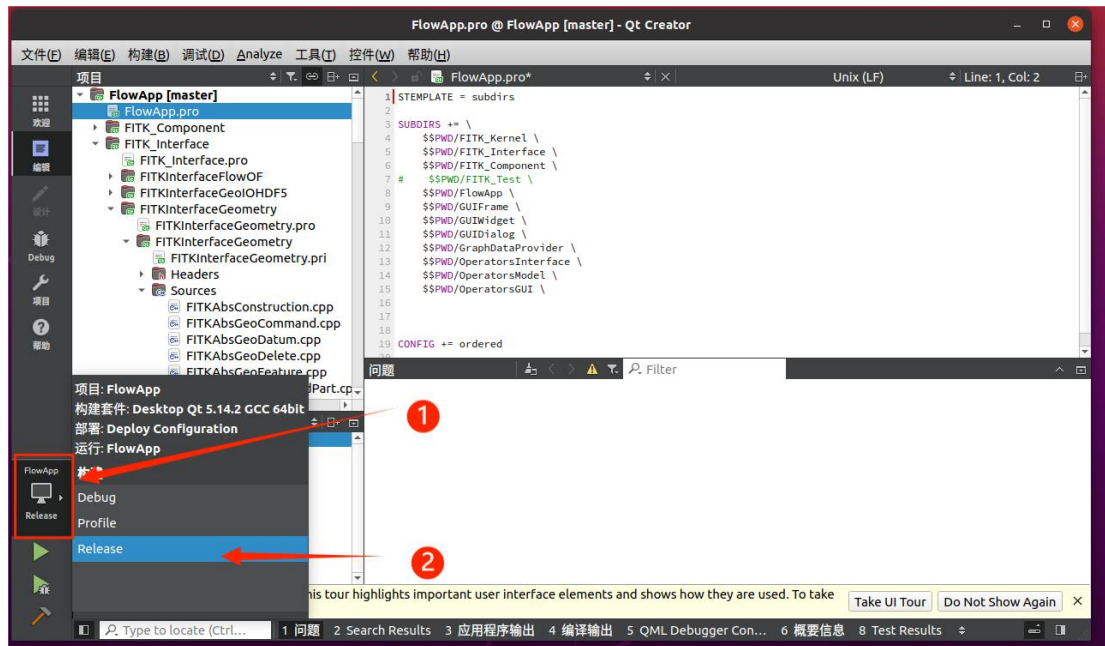 FlowApp.pro @ FlowApp [master] - Qt Creator
文件(F) 编辑(E) 构建(B) 调试(D) Analyze 工具(T) 控件(W) 帮助(H)
项目
FlowApp.pro*
Unix (LF)
Line: 1, Col: 2
欢迎
编辑
设计
Debug
项目
帮助
FlowApp [master]
FlowApp.pro
FITK_Component
FITK_Interface
FITK_Interface.pro
FITKInterfaceFlowOF
FITKInterfaceGeoIOHDF5
FITKInterfaceGeometry
FITKInterfaceGeometry.pro
FITKInterfaceGeometry
FITKInterfaceGeometry.pri
Headers
Sources
FITKAbsConstruction.cpp
FITKAbsGeoCommand.cpp
FITKAbsGeoDatum.cpp
FITKAbsGeoDelete.cpp
FITKAbsGeoFeature.cpp
dPart.cp
1 STEMPLATE = subdirs
2
3 SUBDIRS += \
4 $$PWD/FITK_Kernel \
5 $$PWD/FITK_Interface \
6 $$PWD/FITK_Component \
7 # $$PWD/FITK_Test \
8 $$PWD/FlowApp \
9 $$PWD/GUIFrame \
10 $$PWD/GUIWidget \
11 $$PWD/GUIDialog \
12 $$PWD/GraphDataProvider \
13 $$PWD/OperatorsInterface \
14 $$PWD/OperatorsModel \
15 $$PWD/OperatorsGUI \
16
17
18
19 CONFIG += ordered
20
问题
Filter
项目: FlowApp
构建套件: Desktop Qt 5.14.2 GCC 64bit
部署: Deploy Configuration
运行: FlowApp
构建
Debug
Profile
Release
FlowApp
Release
1
2
his tour highlights important user interface elements and shows how they are used. To take
Take UI Tour
Do Not Show Again
Type to locate (Ctrl...
1 问题 2 Search Results 3 应用程序输出 4 编译输出 5 QML Debugger Con... 6 概要信息 8 Test Results